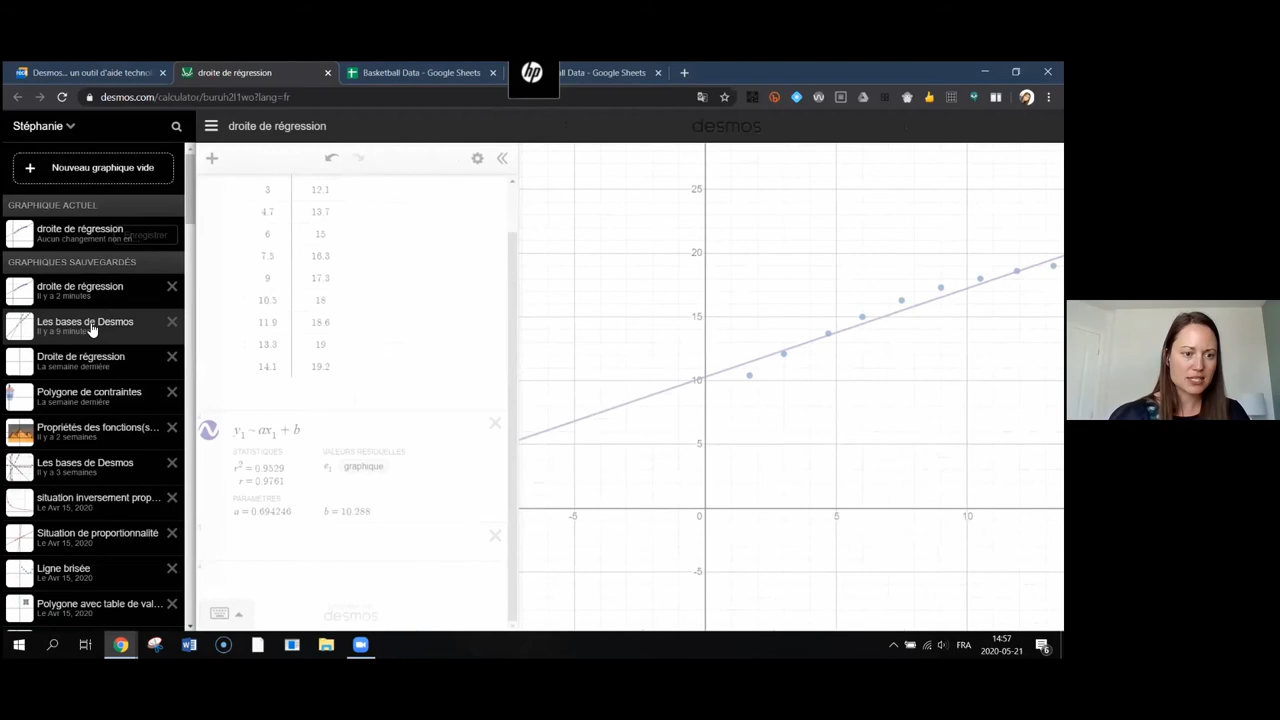 Desmos... un outil d'aide technol
droite de régression
Basketball Data - Google Sheets
hp
ll Data - Google Sheets
desmos.com/calculator/buruh2l1wo?lang=fr
Stéphanie
droite de régression
desmos
Nouveau graphique vide
GRAPHIQUE ACTUEL
droite de régression
Aucun changement non en
Enregistrer
GRAPHIQUES SAUVEGARDÉS
droite de régression
Il y a 2 minutes
Les bases de Desmos
Il y a 9 minutes
Droite de régression
La semaine dernière
Polygone de contraintes
La semaine dernière
Propriétés des fonctions(s...
Il y a 2 semaines
Les bases de Desmos
Il y a 3 semaines
situation inversement prop...
Le Avr 15, 2020
Situation de proportionnalité
Le Avr 15, 2020
Ligne brisée
Le Avr 15, 2020
Polygone avec table de val...
Le Avr 15, 2020
3 12.1
4.7 13.7
6 15
7.5 16.3
9 17.3
10.5 18
11.9 18.6
13.3 19
14.1 19.2
y₁ ~ ax₁ + b
STATISTIQUES VALEURS RÉSIDUELLES
r² = 0.9529 e₁ graphique
r = 0.9761
PARAMÈTRES
a = 0.694246 b = 10.288
desmos
25
20
15
10
5
-5 0 5 10
-5
FRA
14:57
2020-05-21
6